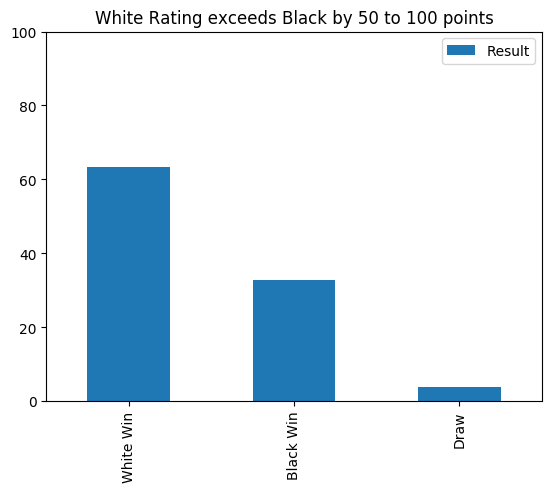 White Rating exceeds Black by 50 to 100 points
Result
100
80
60
40
20
0
White Win
Black Win
Draw